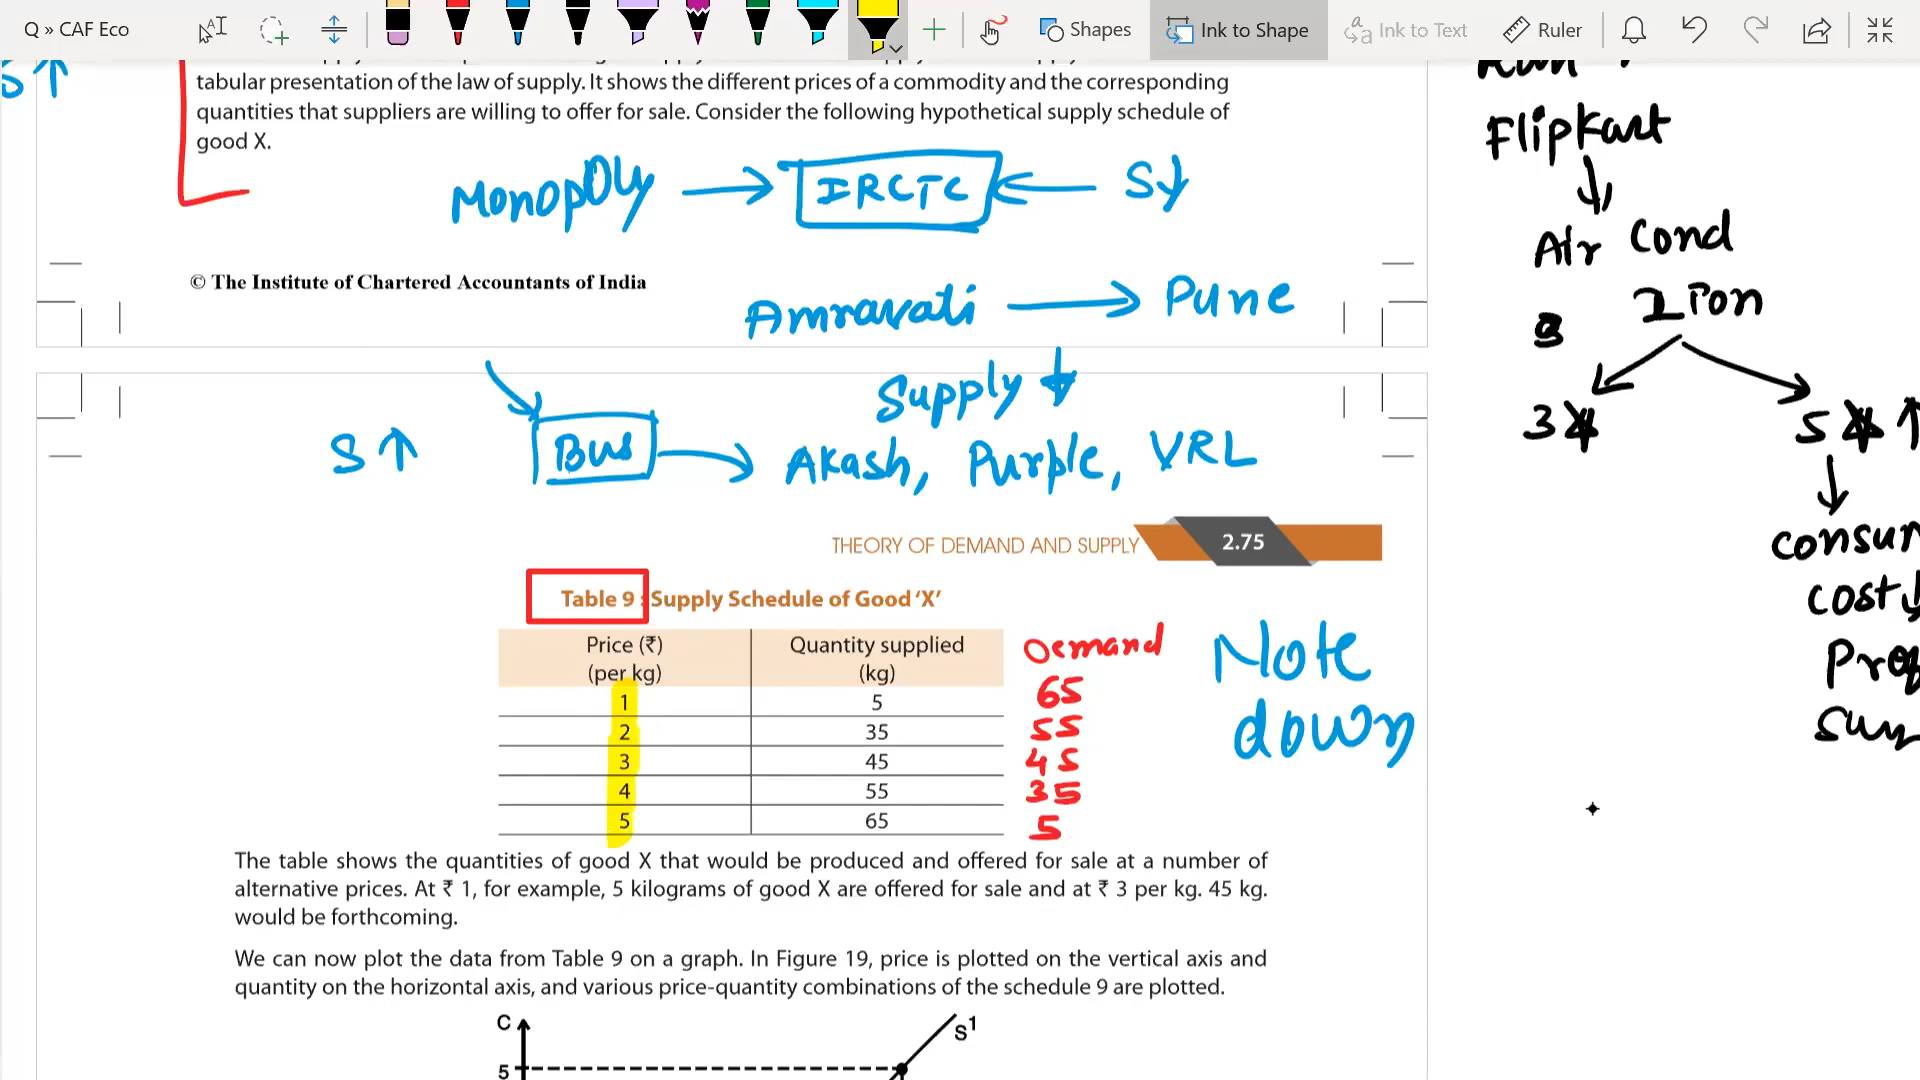 Q » CAF Eco
Shapes
Ink to Shape
Ink to Text
Ruler
S
tabular presentation of the law of supply. It shows the different prices of a commodity and the corresponding
quantities that suppliers are willing to offer for sale. Consider the following hypothetical supply schedule of
good X.
Monopoly → IRCTC ← S↓
© The Institute of Chartered Accountants of India
Amravati → Pune
Supply ↓
S ↑ Bus → Akash, Purple, VRL
Flipkart
Air Cond
3 5 ↑
Cost
THEORY OF DEMAND AND SUPPLY 2.75
Table 9 : Supply Schedule of Good ‘X’
Price (₹) Quantity supplied Demand
(per kg) (kg)
1 5 65
2 35 55
3 45 45
4 55 35
5 65 5
Note
down
The table shows the quantities of good X that would be produced and offered for sale at a number of
alternative prices. At ₹ 1, for example, 5 kilograms of good X are offered for sale and at ₹ 3 per kg. 45 kg.
would be forthcoming.
We can now plot the data from Table 9 on a graph. In Figure 19, price is plotted on the vertical axis and
quantity on the horizontal axis, and various price-quantity combinations of the schedule 9 are plotted.
C
S1
5